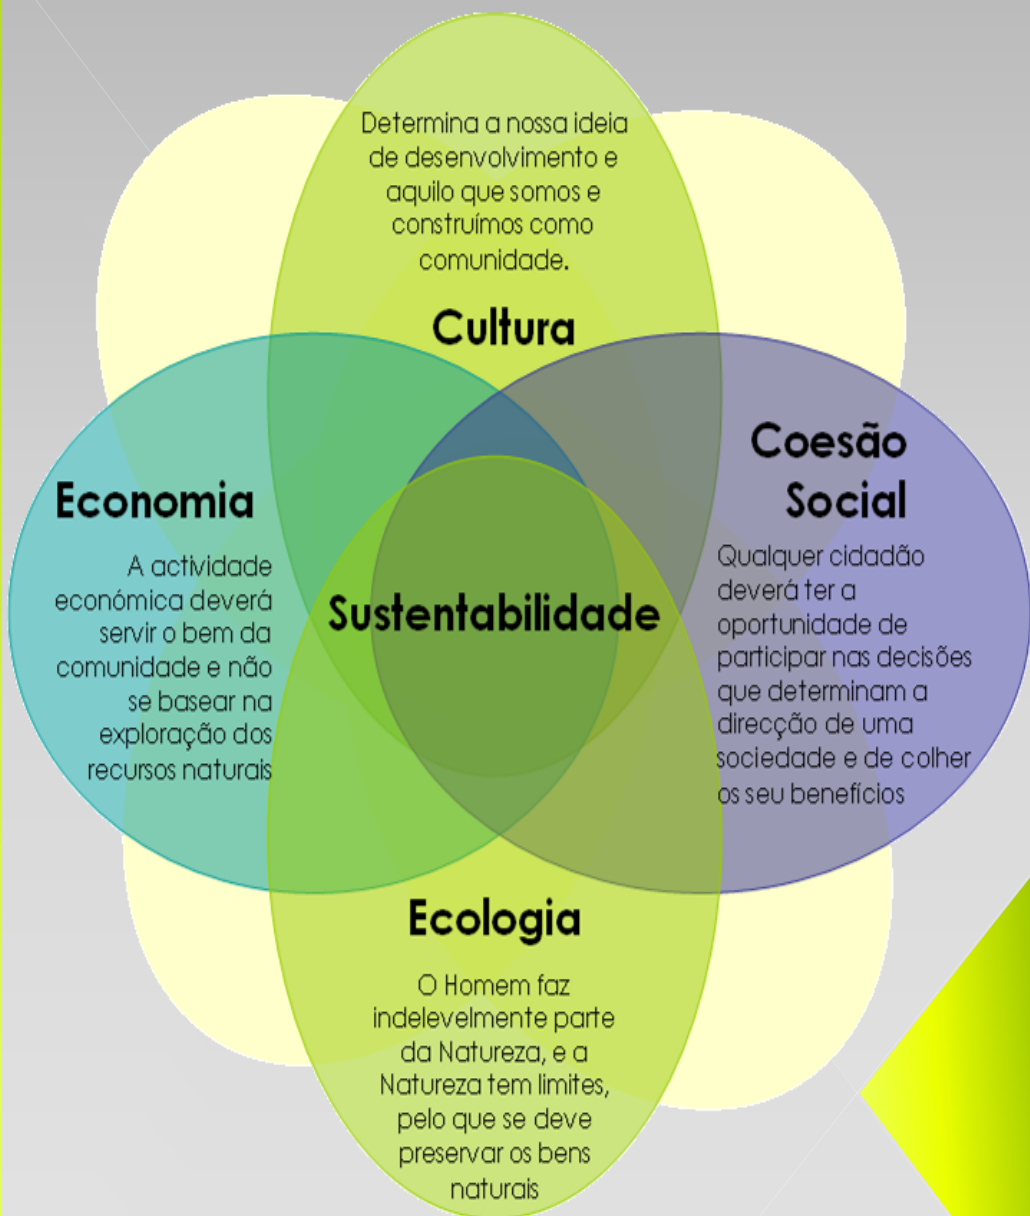 Determina a nossa ideia
de desenvolvimento e
aquilo que somos e
construímos como
comunidade.
Cultura
Economia
A actividade
económica deverá
servir o bem da
comunidade e não
se basear na
exploração dos
recursos naturais
Sustentabilidade
Coesão
Social
Qualquer cidadão
deverá ter a
oportunidade de
participar nas decisões
que determinam a
direcção de uma
sociedade e de colher
os seu benefícios
Ecologia
O Homem faz
indelevelmente parte
da Natureza, e a
Natureza tem limites,
pelo que se deve
preservar os bens
naturais